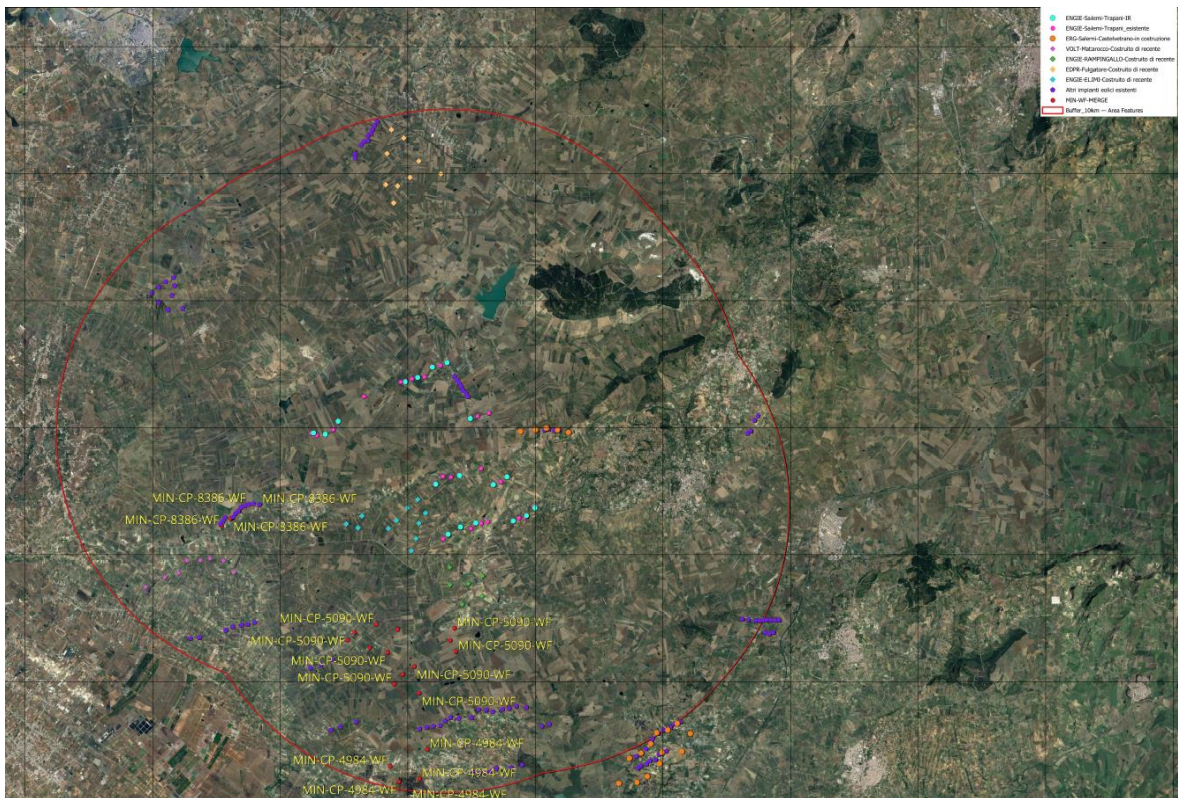 ENGIE-Salemi-Trapani-IR
ENGIE-Salemi-Trapani_esistente
ERG-Salemi-Castelvetrano-in costruzione
VOLT-Matarocco-Costruito di recente
ENGIE-RAMPINGALLO-Costruito di recente
EDPR-Fulgatore-Costruito di recente
ENGIE-ELIMI-Costruito di recente
Altri impianti eolici esistenti
MIN-WF-MERGE
Buffer_10km — Area Features
MIN-CP-8386-WF
MIN-CP-8386-WF
MIN-CP-8386-WF
MIN-CP-8386-WF
MIN-CP-5090-WF
MIN-CP-5090-WF
MIN-CP-5090-WF
MIN-CP-5090-WF
MIN-CP-5090-WF
MIN-CP-5090-WF
MIN-CP-5090-WF
MIN-CP-5090-WF
MIN-CP-4984-WF
MIN-CP-4984-WF
MIN-CP-4984-WF
MIN-CP-4984-WF
MIN-CP-4984-WF